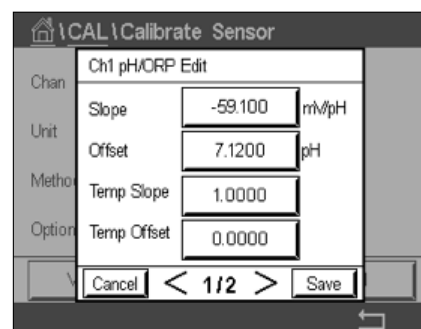 \CAL\Calibrate Sensor
Ch1 pH/ORP Edit
Chan
Slope -59.100 mV/pH
Unit
Offset 7.1200 pH
Metho
Temp Slope 1.0000
Option
Temp Offset 0.0000
Cancel < 1/2 > Save